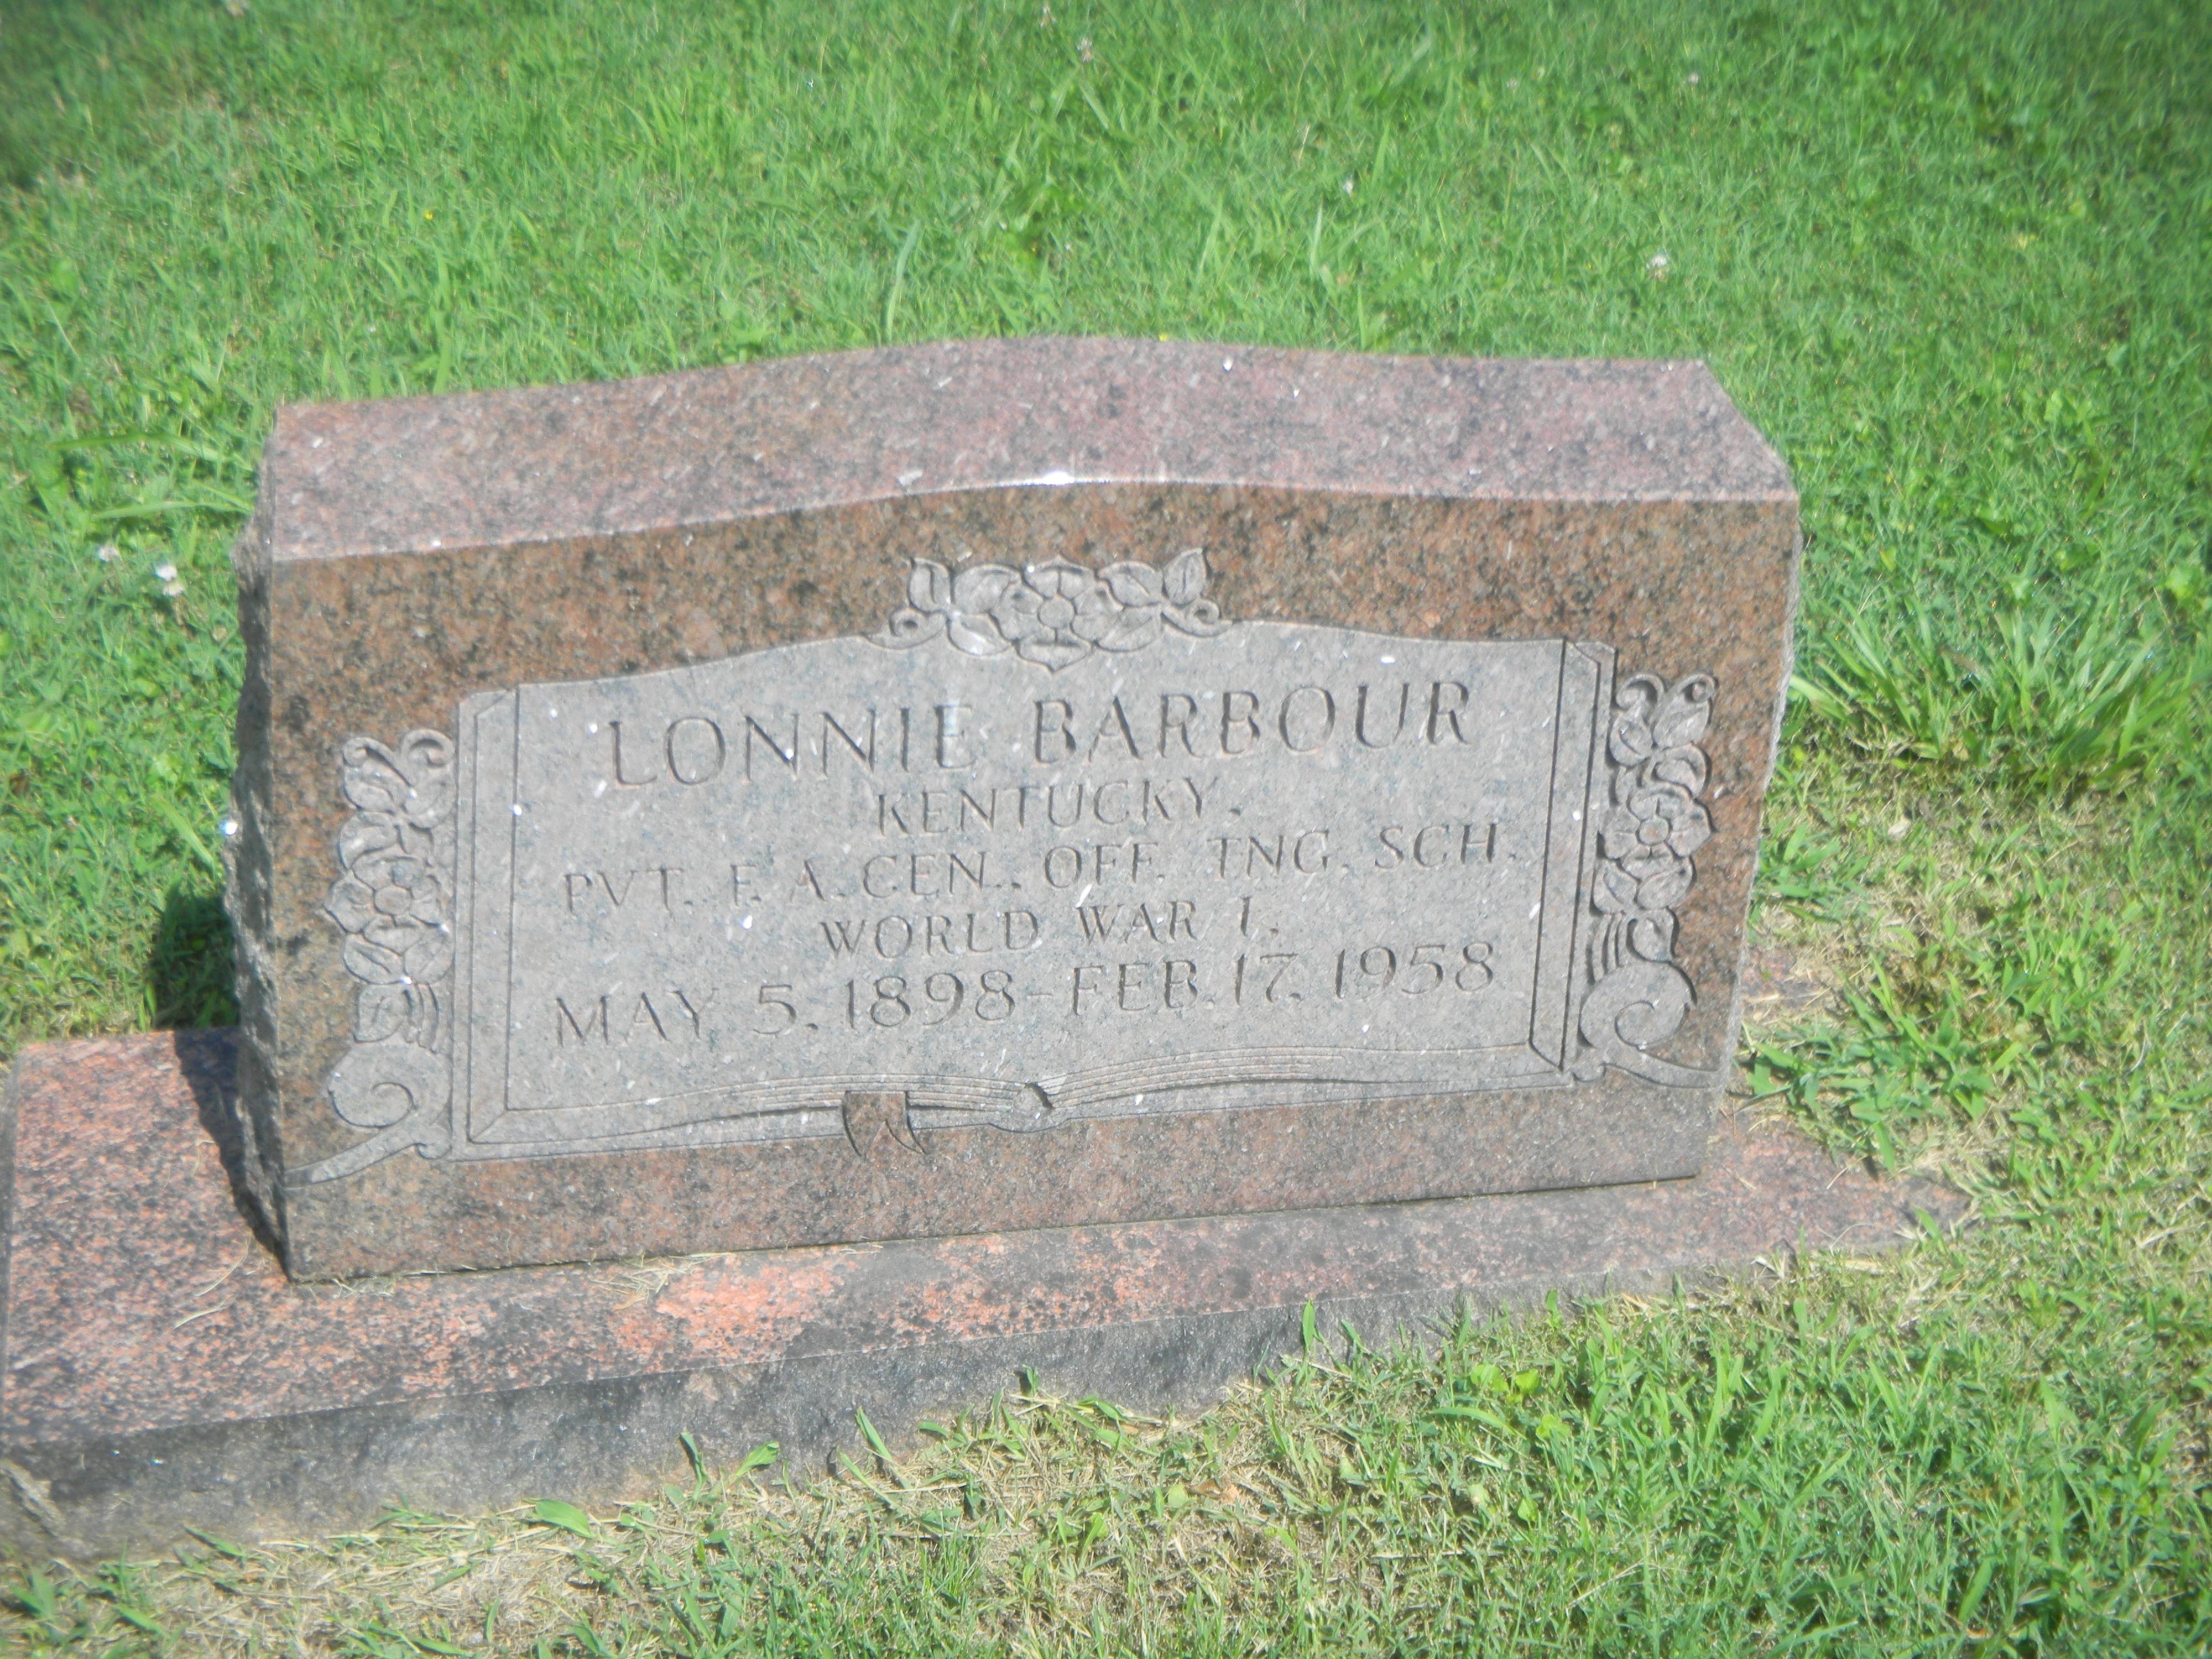 LONNIE BARBOUR
KENTUCKY.
PVT. F. A. CEN. OFF. TNG. SCH.
WORLD WAR I.
MAY 5. 1898-FEB. 17. 1958